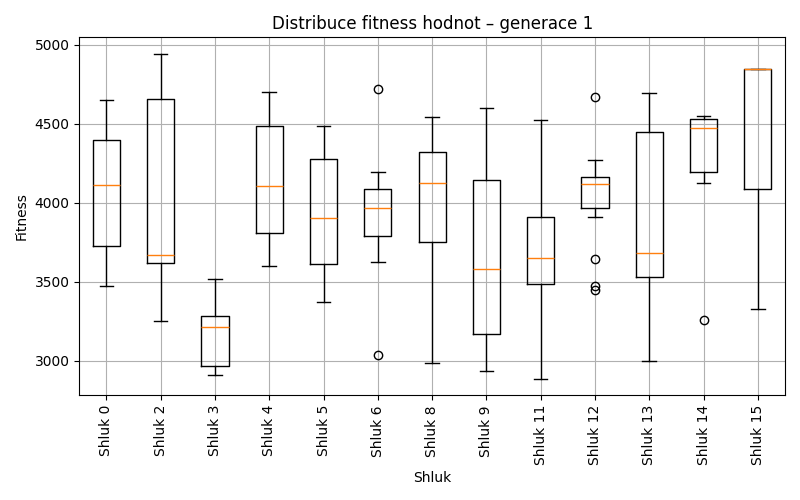 Distribuce fitness hodnot – generace 1
Fitness
5000
4500
4000
3500
3000
Shluk 0
Shluk 2
Shluk 3
Shluk 4
Shluk 5
Shluk 6
Shluk 8
Shluk 9
Shluk 11
Shluk 12
Shluk 13
Shluk 14
Shluk 15
Shluk